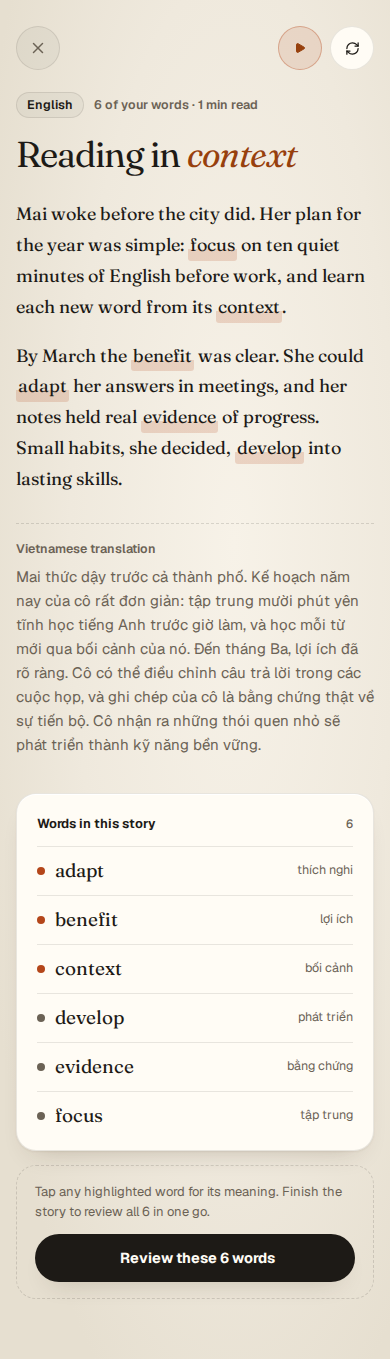 English 6 of your words · 1 min read
Reading in context
Mai woke before the city did. Her plan for
the year was simple: focus on ten quiet
minutes of English before work, and learn
each new word from its context.
By March the benefit was clear. She could
adapt her answers in meetings, and her
notes held real evidence of progress.
Small habits, she decided, develop into
lasting skills.
Vietnamese translation
Mai thức dậy trước cả thành phố. Kế hoạch năm
nay của cô rất đơn giản: tập trung mười phút yên
tĩnh học tiếng Anh trước giờ làm, và học mỗi từ
mới qua bối cảnh của nó. Đến tháng Ba, lợi ích đã
rõ ràng. Cô có thể điều chỉnh câu trả lời trong các
cuộc họp, và ghi chép của cô là bằng chứng thật về
sự tiến bộ. Cô nhận ra những thói quen nhỏ sẽ
phát triển thành kỹ năng bền vững.
Words in this story 6
adapt thích nghi
benefit lợi ích
context bối cảnh
develop phát triển
evidence bằng chứng
focus tập trung
Tap any highlighted word for its meaning. Finish the
story to review all 6 in one go.
Review these 6 words